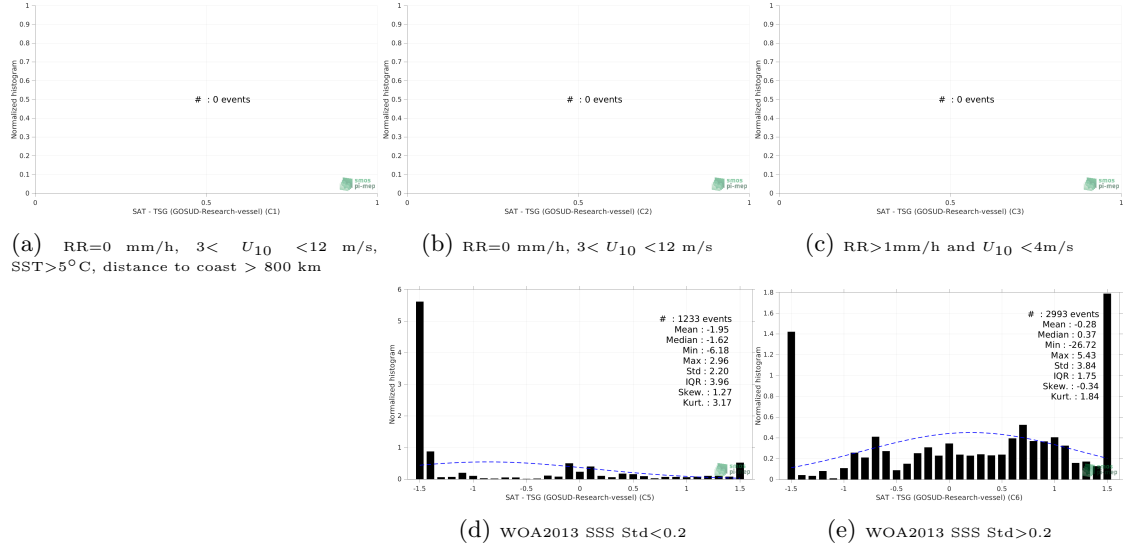 1
0.9
0.8
0.7
0.6
0.5
0.4
0.3
0.2
0.1
0
Normalized histogram
# : 0 events
smos
pi-mep
0 0.5 1
SAT - TSG (GOSUD-Research-vessel) (C1)
(a) RR=0 mm/h, 3< U10 <12 m/s,
SST>5°C, distance to coast > 800 km
1
0.9
0.8
0.7
0.6
0.5
0.4
0.3
0.2
0.1
0
Normalized histogram
# : 0 events
smos
pi-mep
0 0.5 1
SAT - TSG (GOSUD-Research-vessel) (C2)
(b) RR=0 mm/h, 3< U10 <12 m/s
1
0.9
0.8
0.7
0.6
0.5
0.4
0.3
0.2
0.1
0
Normalized histogram
# : 0 events
smos
pi-mep
0 0.5 1
SAT - TSG (GOSUD-Research-vessel) (C3)
(c) RR>1mm/h and U10 <4m/s
6
5
4
3
2
1
0
Normalized histogram
# : 1233 events
Mean : -1.95
Median : -1.62
Min : -6.18
Max : 2.96
Std : 2.20
IQR : 3.96
Skew. : 1.27
Kurt. : 3.17
smos
pi-mep
-1.5 -1 -0.5 0 0.5 1 1.5
SAT - TSG (GOSUD-Research-vessel) (C5)
(d) WOA2013 SSS Std<0.2
1.8
1.6
1.4
1.2
1
0.8
0.6
0.4
0.2
0
Normalized histogram
# : 2993 events
Mean : -0.28
Median : 0.37
Min : -26.72
Max : 5.43
Std : 3.84
IQR : 1.75
Skew. : -0.34
Kurt. : 1.84
smos
pi-mep
-1.5 -1 -0.5 0 0.5 1 1.5
SAT - TSG (GOSUD-Research-vessel) (C6)
(e) WOA2013 SSS Std>0.2